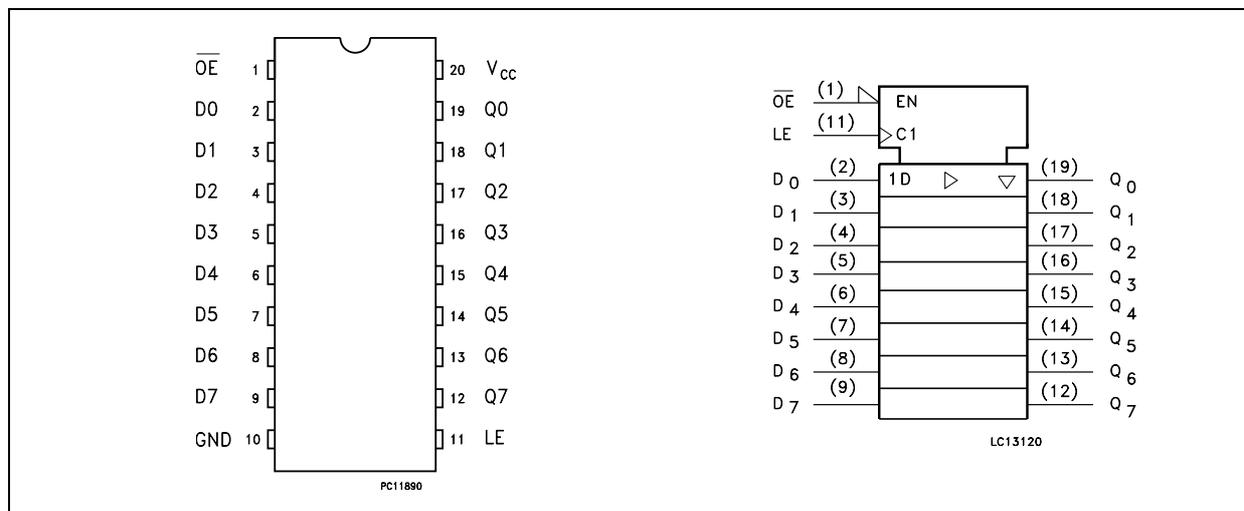 OE 1 20 VCC
D0 2 19 Q0
D1 3 18 Q1
D2 4 17 Q2
D3 5 16 Q3
D4 6 15 Q4
D5 7 14 Q5
D6 8 13 Q6
D7 9 12 Q7
GND 10 11 LE
PC11890
OE (1) EN
LE (11) C1
D0 (2) 1D (19) Q0
D1 (3) (18) Q1
D2 (4) (17) Q2
D3 (5) (16) Q3
D4 (6) (15) Q4
D5 (7) (14) Q5
D6 (8) (13) Q6
D7 (9) (12) Q7
LC13120